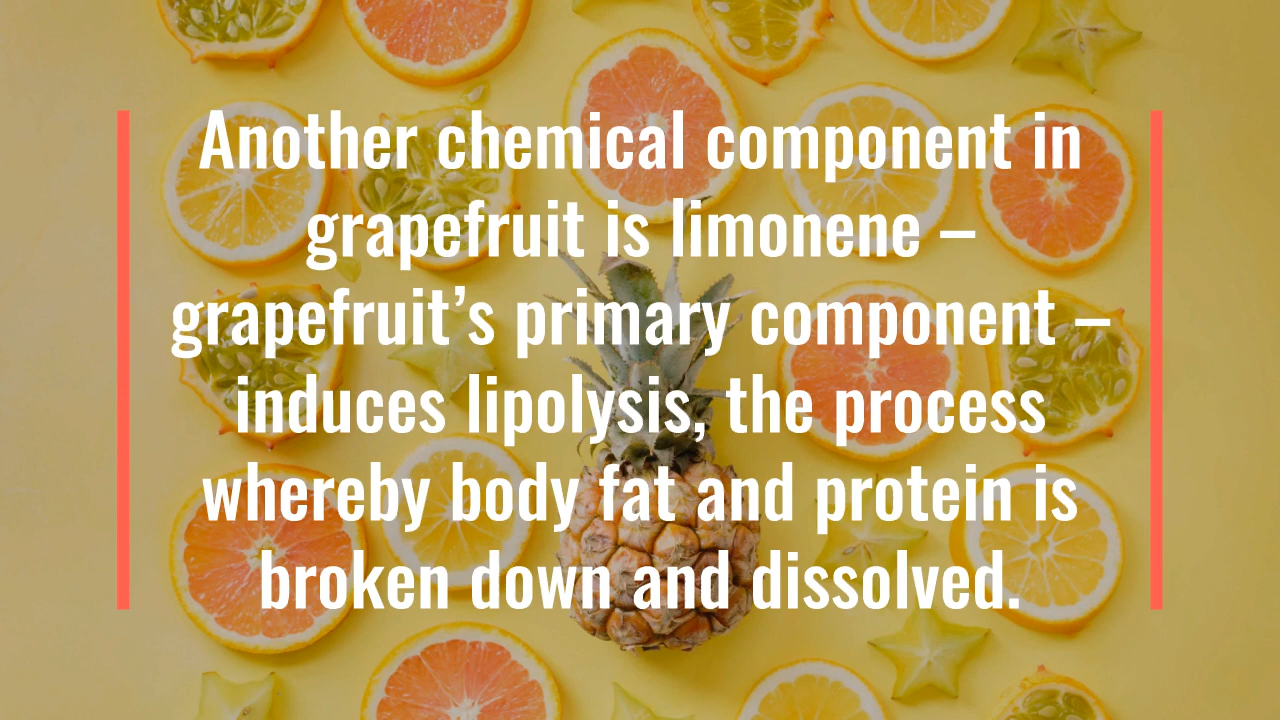 Another chemical component in
grapefruit is limonene –
grapefruit’s primary component –
induces lipolysis, the process
whereby body fat and protein is
broken down and dissolved.